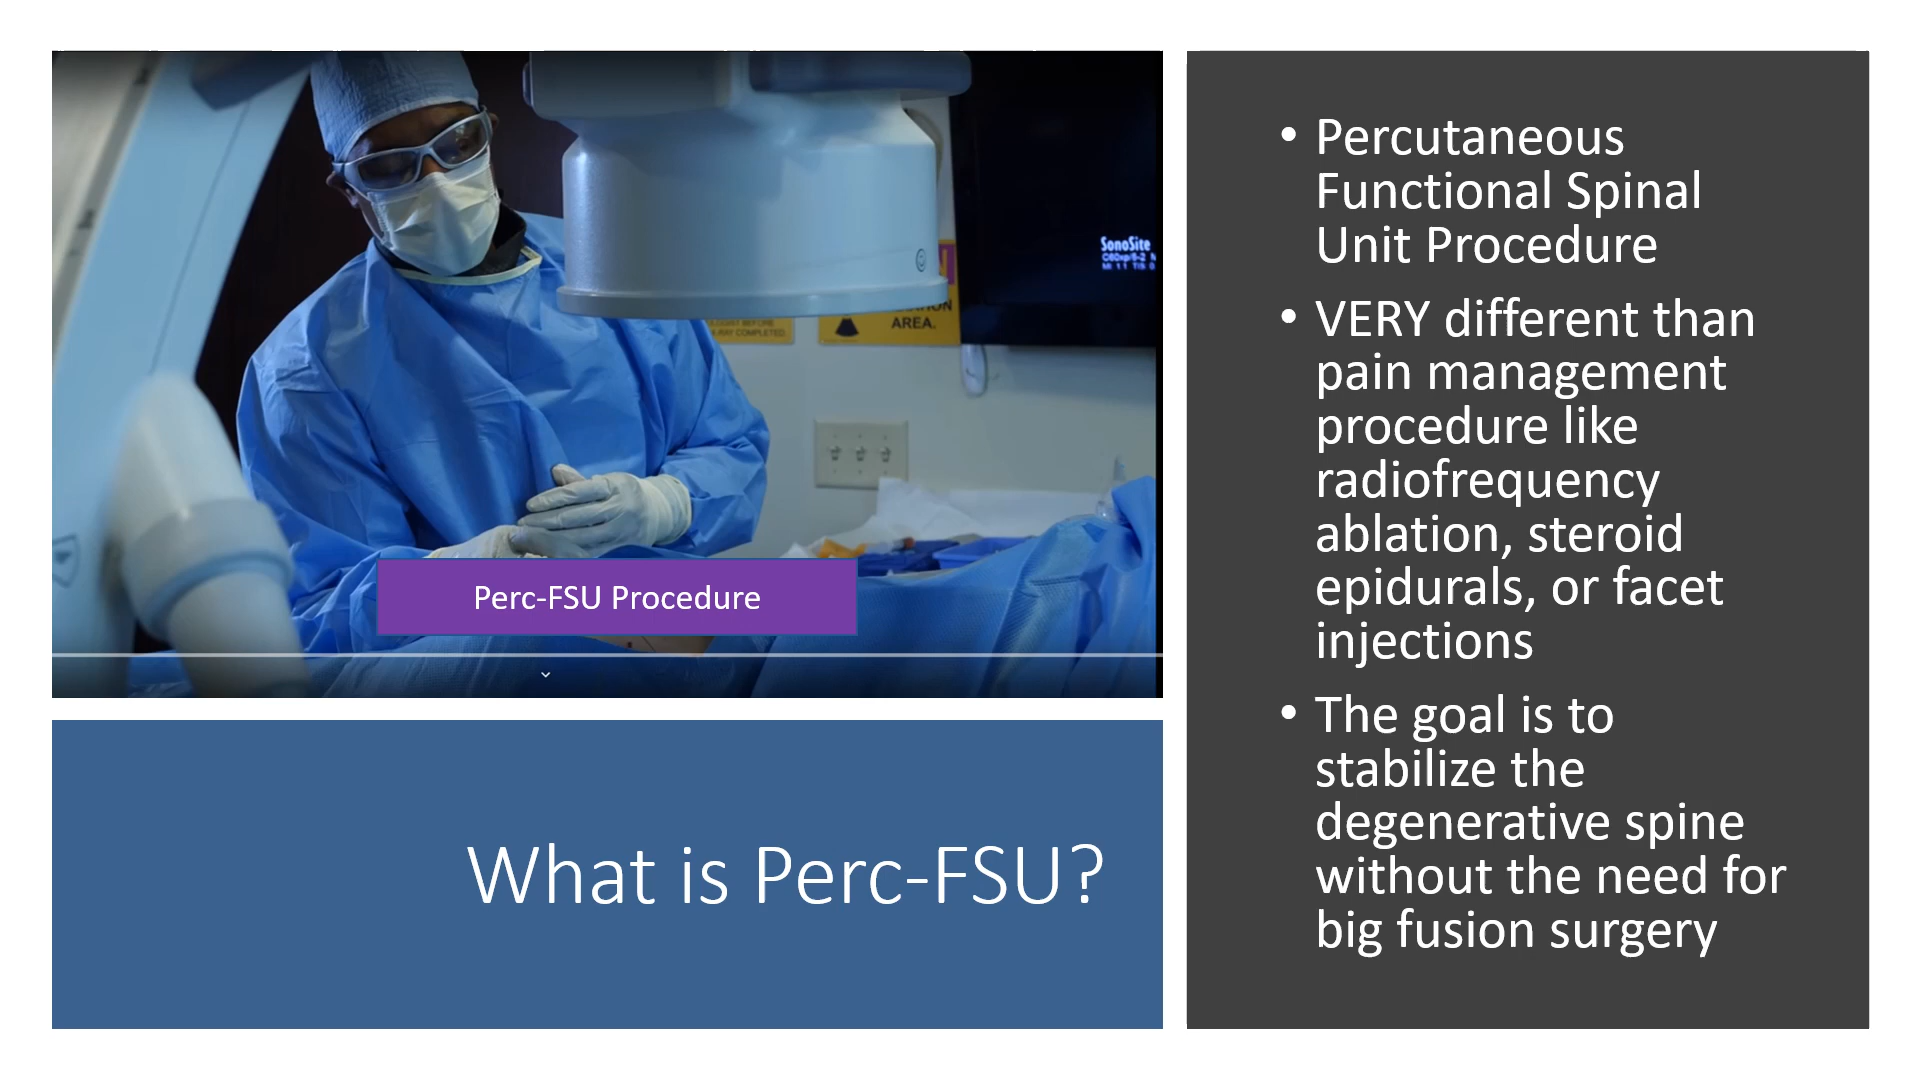 SonoSite
AREA.
Perc-FSU Procedure
What is Perc-FSU?
• Percutaneous
Functional Spinal
Unit Procedure
• VERY different than
pain management
procedure like
radiofrequency
ablation, steroid
epidurals, or facet
injections
• The goal is to
stabilize the
degenerative spine
without the need for
big fusion surgery